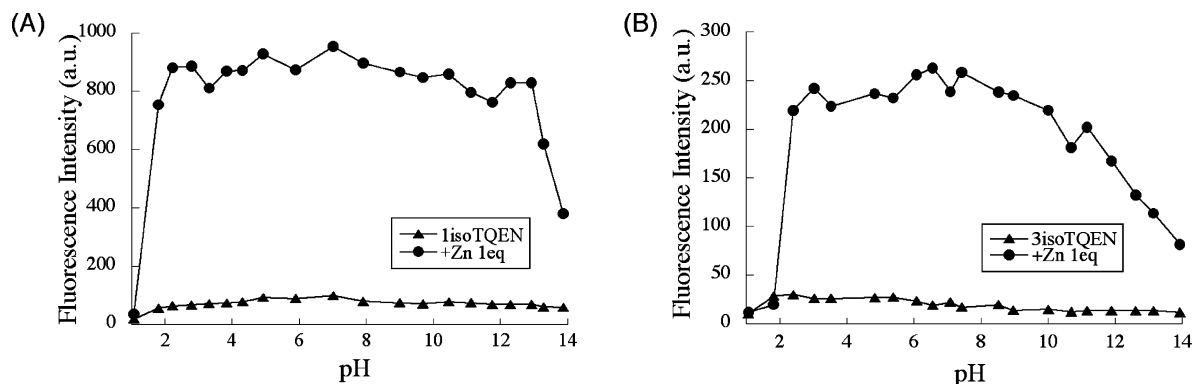 (A)
Fluorescence Intensity (a.u.)
1000
800
600
400
200
0
2
4
6
8
10
12
14
pH
1isoTQEN
+Zn 1eq
(B)
Fluorescence Intensity (a.u.)
300
250
200
150
100
50
0
2
4
6
8
10
12
14
pH
3isoTQEN
+Zn 1eq